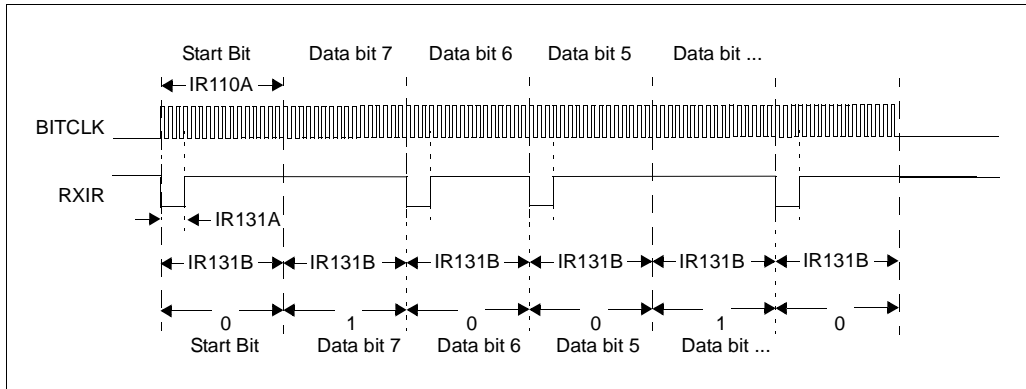 Start Bit Data bit 7 Data bit 6 Data bit 5 Data bit ...
IR110A
BITCLK
RXIR
IR131A
IR131B IR131B IR131B IR131B IR131B IR131B
0 1 0 0 1 0
Start Bit Data bit 7 Data bit 6 Data bit 5 Data bit ...